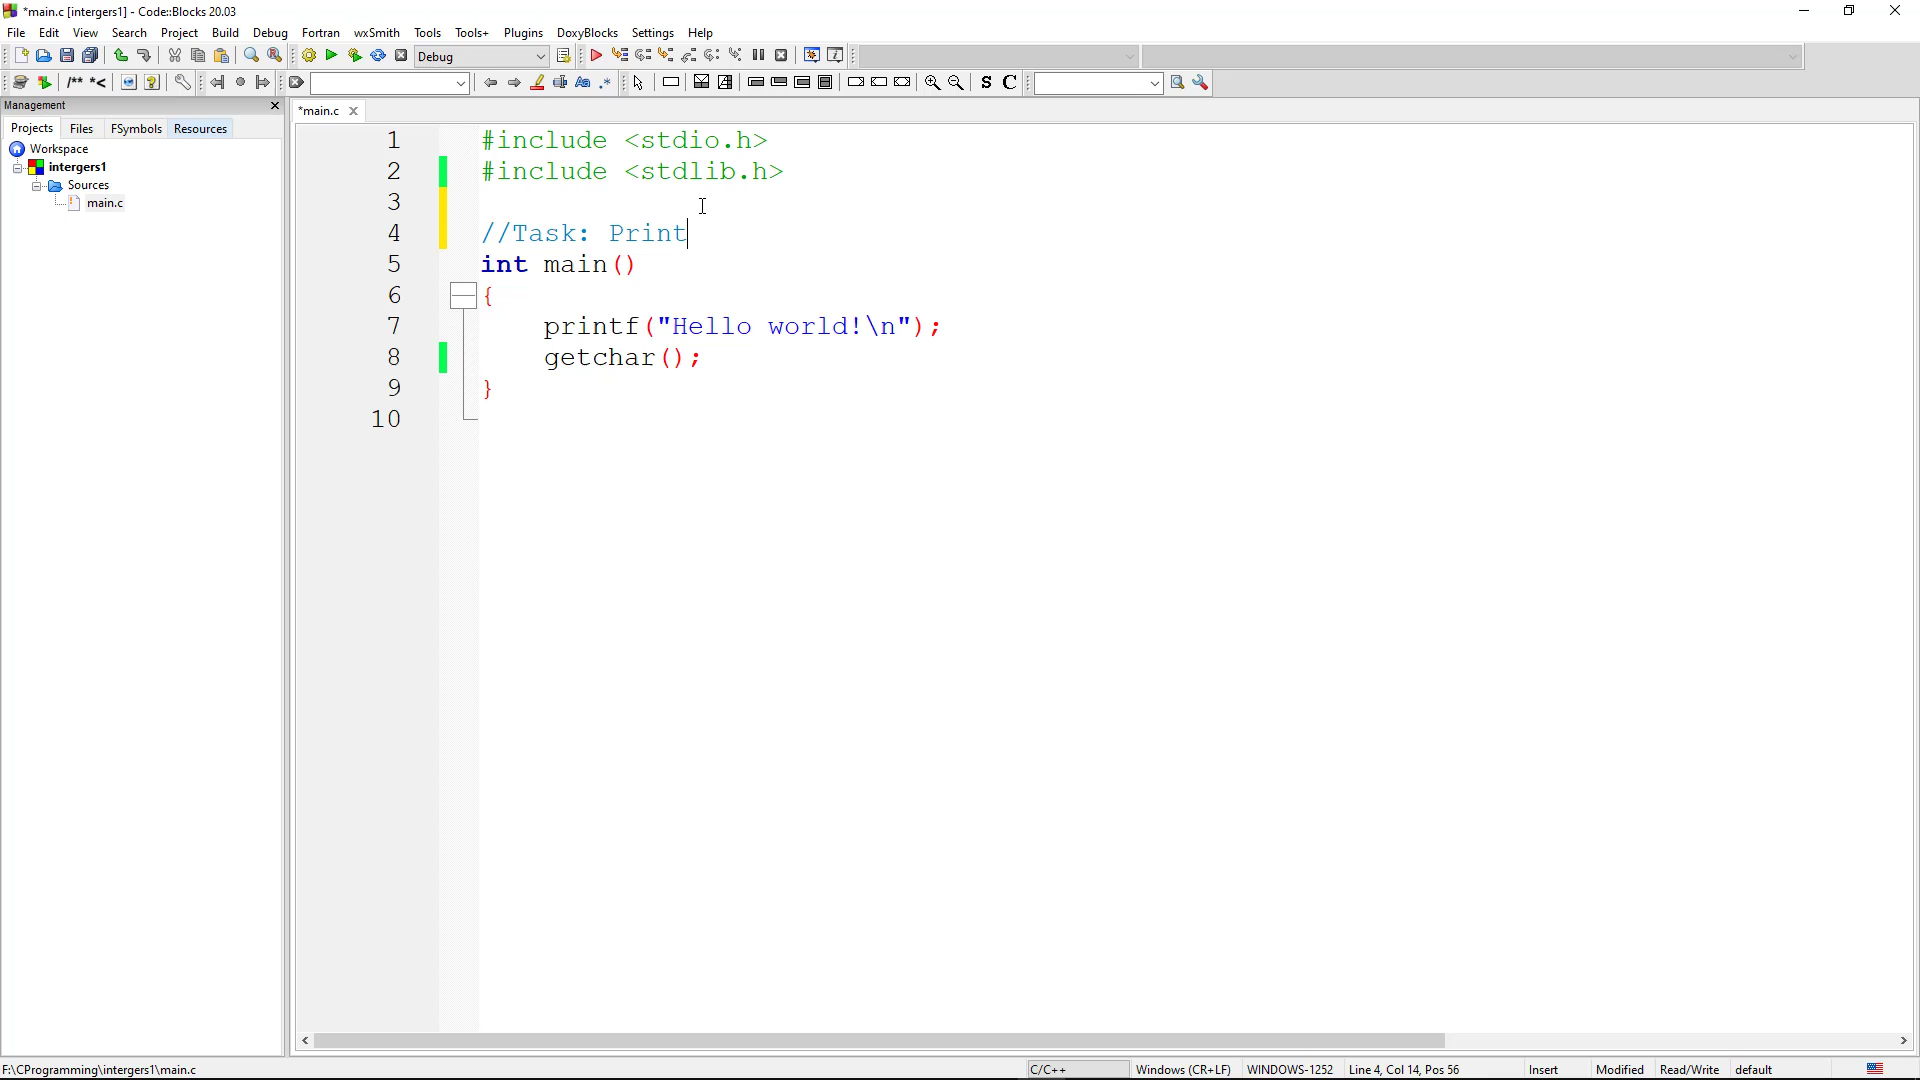 *main.c [intergers1] - Code::Blocks 20.03
File Edit View Search Project Build Debug Fortran wxSmith Tools Tools+ Plugins DoxyBlocks Settings Help
Debug
/** *< Aa .* S C
Management
Projects Files FSymbols Resources
Workspace
intergers1
Sources
main.c
*main.c
1 #include <stdio.h>
2 #include <stdlib.h>
3
4 //Task: Print
5 int main()
6 {
7 printf("Hello world!\n");
8 getchar();
9 }
10
F:\CProgramming\intergers1\main.c C/C++ Windows (CR+LF) WINDOWS-1252 Line 4, Col 14, Pos 56 Insert Modified Read/Write default